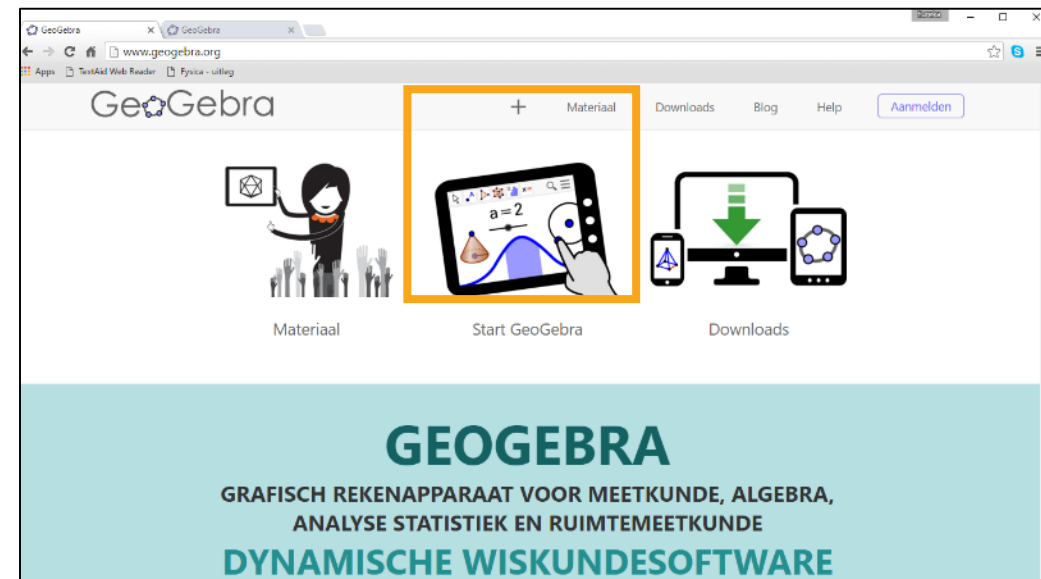 GeoGebra
GeoGebra
www.geogebra.org
Apps TextAid Web Reader Fysica - uitleg
GeoGebra
Materiaal Downloads Blog Help Aanmelden
a = 2
Materiaal Start GeoGebra Downloads
GEOGEBRA
GRAFISCH REKENAPPARAAT VOOR MEETKUNDE, ALGEBRA,
ANALYSE STATISTIEK EN RUIMTEMEETKUNDE
DYNAMISCHE WISKUNDESOFTWARE